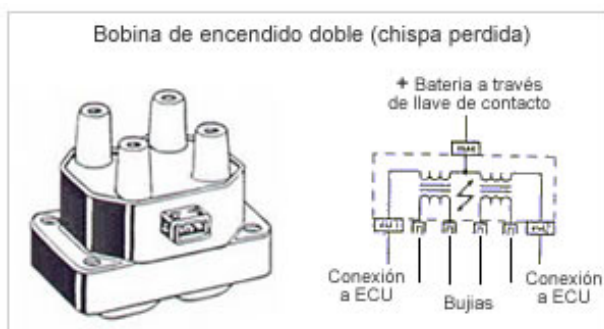 Bobina de encendido doble (chispa perdida)
+ Bateria a través
de llave de contacto
Conexión
a ECU
Bujias
Conexión
a ECU